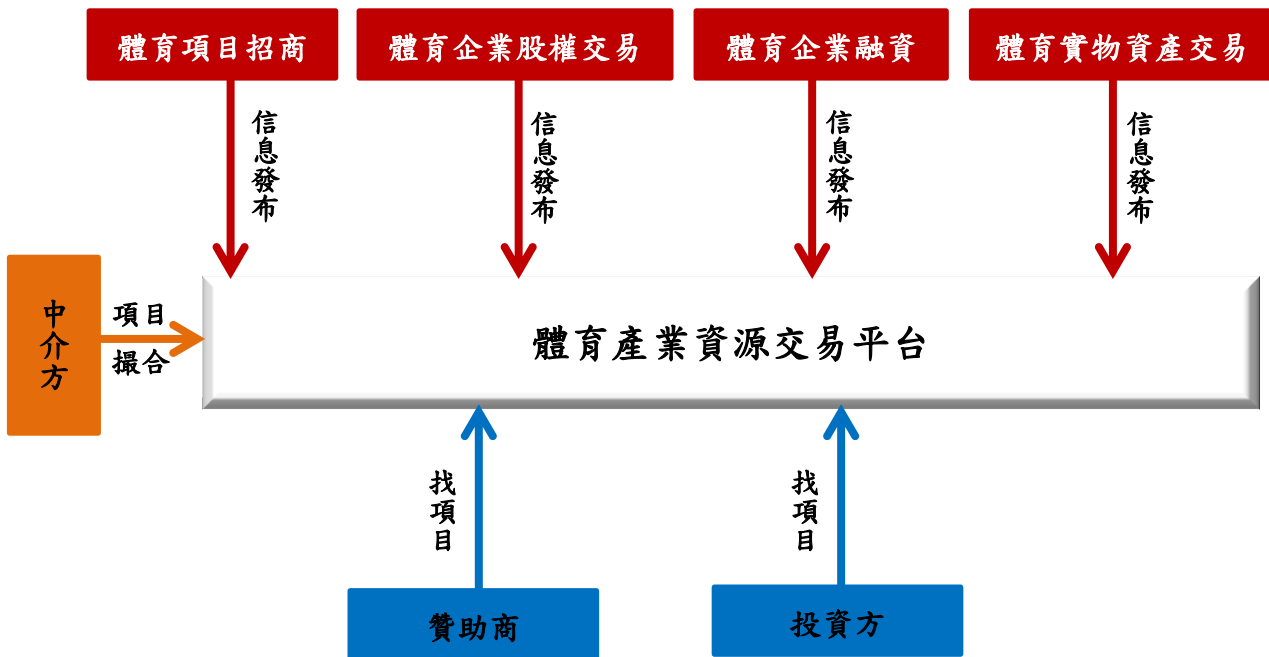 體育項目招商
體育企業股權交易
體育企業融資
體育實物資產交易
信息發布
信息發布
信息發布
信息發布
中介方
項目
撮合
體育產業資源交易平台
找項目
找項目
贊助商
投資方